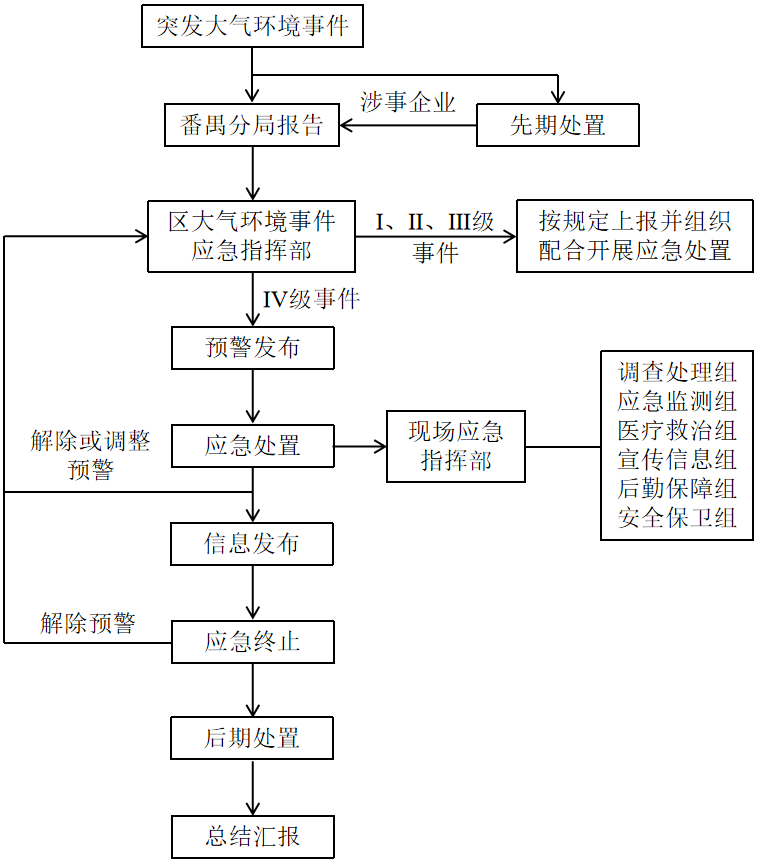 突发大气环境事件
涉事企业
番禺分局报告
先期处置
区大气环境事件
应急指挥部
I、II、III级
事件
按规定上报并组织
配合开展应急处置
IV级事件
预警发布
解除或调整
预警
应急处置
现场应急
指挥部
调查处理组
应急监测组
医疗救治组
宣传信息组
后勤保障组
安全保卫组
信息发布
解除预警
应急终止
后期处置
总结汇报